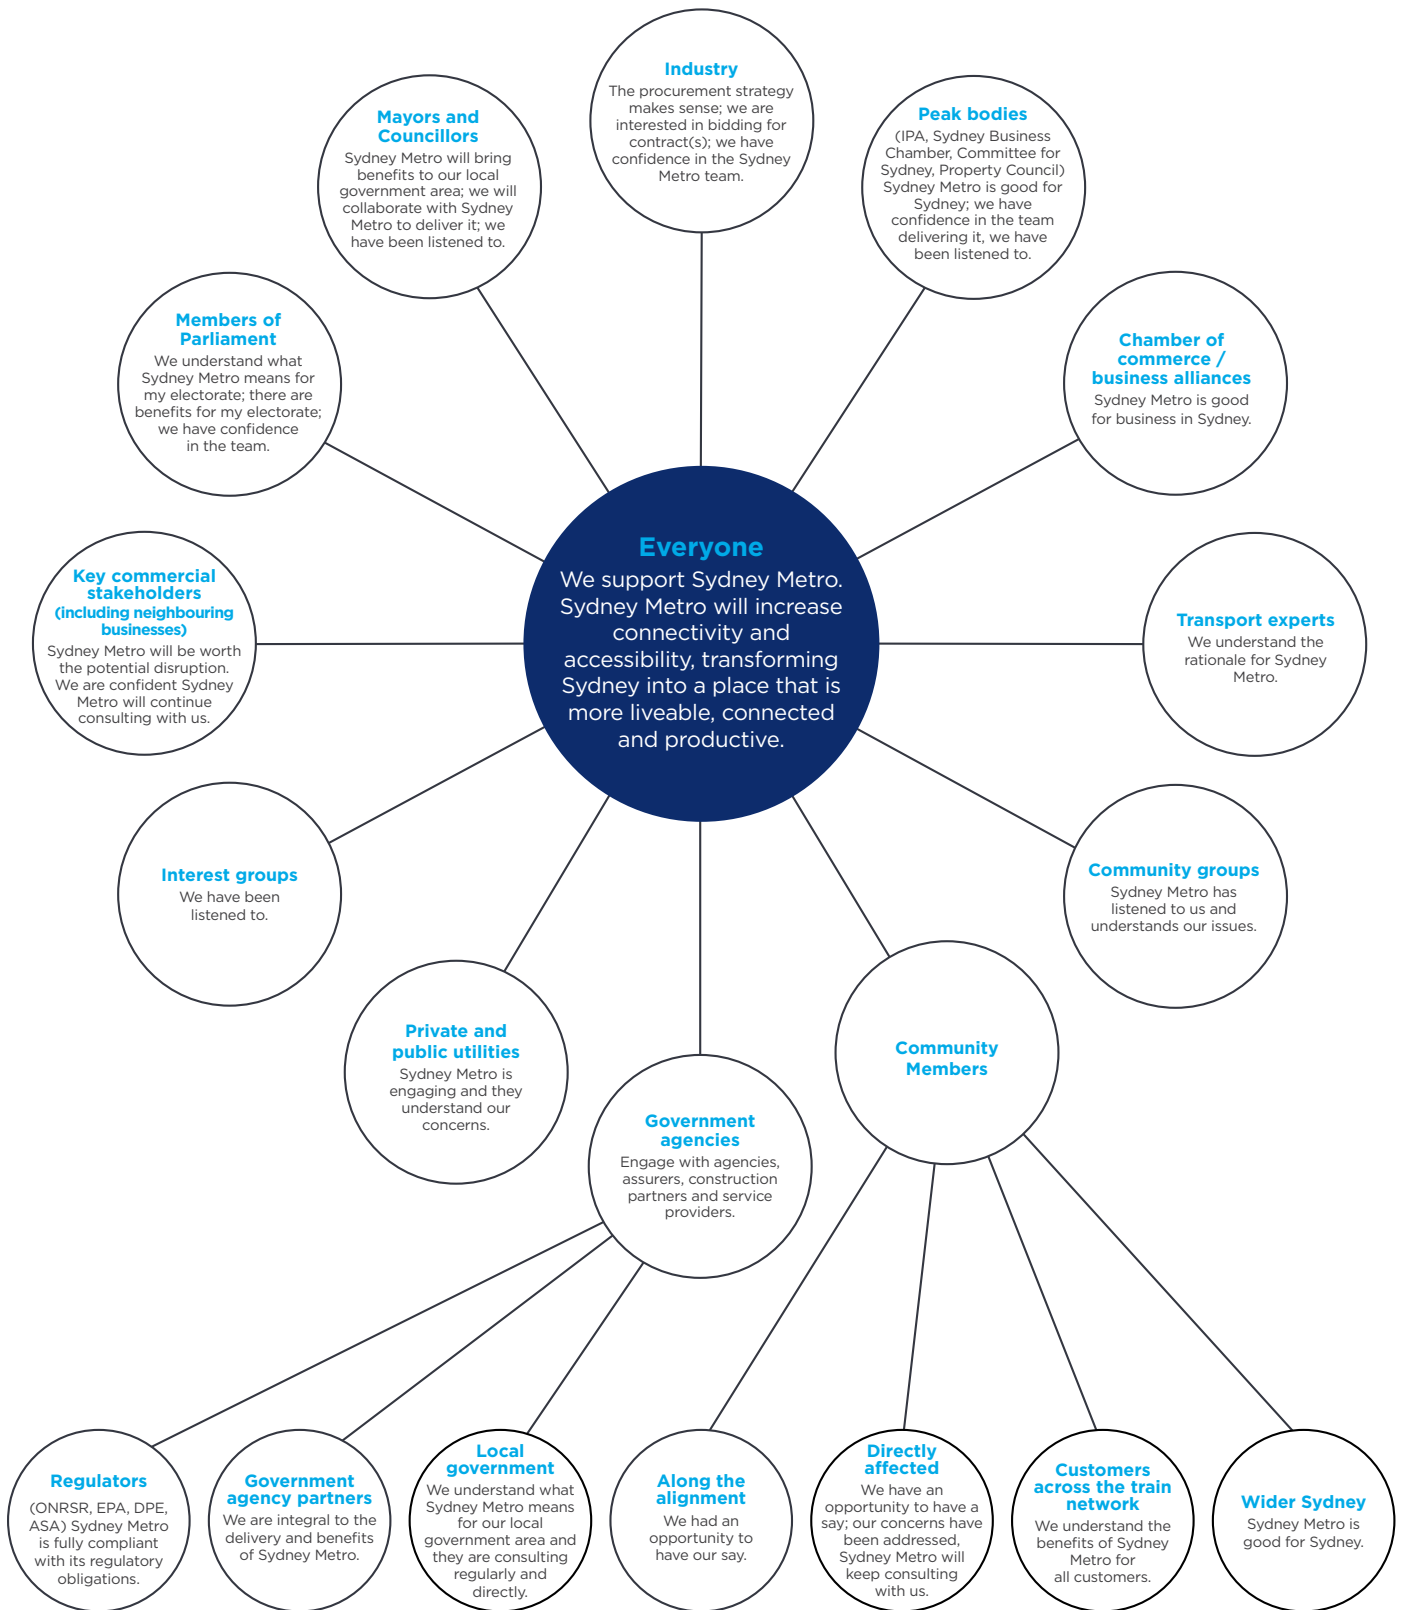 Industry
The procurement strategy
makes sense; we are
interested in bidding for
contract(s); we have
confidence in the Sydney
Metro team.
Mayors and
Councillors
Sydney Metro will bring
benefits to our local
government area; we will
collaborate with Sydney
Metro to deliver it; we
have been listened to.
Peak bodies
(IPA, Sydney Business
Chamber, Committee for
Sydney, Property Council)
Sydney Metro is good for
Sydney; we have
confidence in the team
delivering it, we have
been listened to.
Members of
Parliament
We understand what
Sydney Metro means for
my electorate; there are
benefits for my electorate;
we have confidence
in the team.
Chamber of
commerce /
business alliances
Sydney Metro is good
for business in Sydney.
Everyone
We support Sydney Metro.
Sydney Metro will increase
connectivity and
accessibility, transforming
Sydney into a place that is
more liveable, connected
and productive.
Key commercial
stakeholders
(including neighbouring
businesses)
Sydney Metro will be worth
the potential disruption.
We are confident Sydney
Metro will continue
consulting with us.
Transport experts
We understand the
rationale for Sydney
Metro.
Interest groups
We have been
listened to.
Community groups
Sydney Metro has
listened to us and
understands our issues.
Private and
public utilities
Sydney Metro is
engaging and they
understand our
concerns.
Community
Members
Government
agencies
Engage with agencies,
assurers, construction
partners and service
providers.
Regulators
(ONRSR, EPA, DPE,
ASA) Sydney Metro
is fully compliant
with its regulatory
obligations.
Government
agency partners
We are integral to the
delivery and benefits
of Sydney Metro.
Local
government
We understand what
Sydney Metro means
for our local
government area and
they are consulting
regularly and
directly.
Along the
alignment
We had an
opportunity to
have our say.
Directly
affected
We have an
opportunity to have a
say; our concerns have
been addressed,
Sydney Metro will
keep consulting
with us.
Customers
across the train
network
We understand the
benefits of Sydney
Metro for
all customers.
Wider Sydney
Sydney Metro is
good for Sydney.